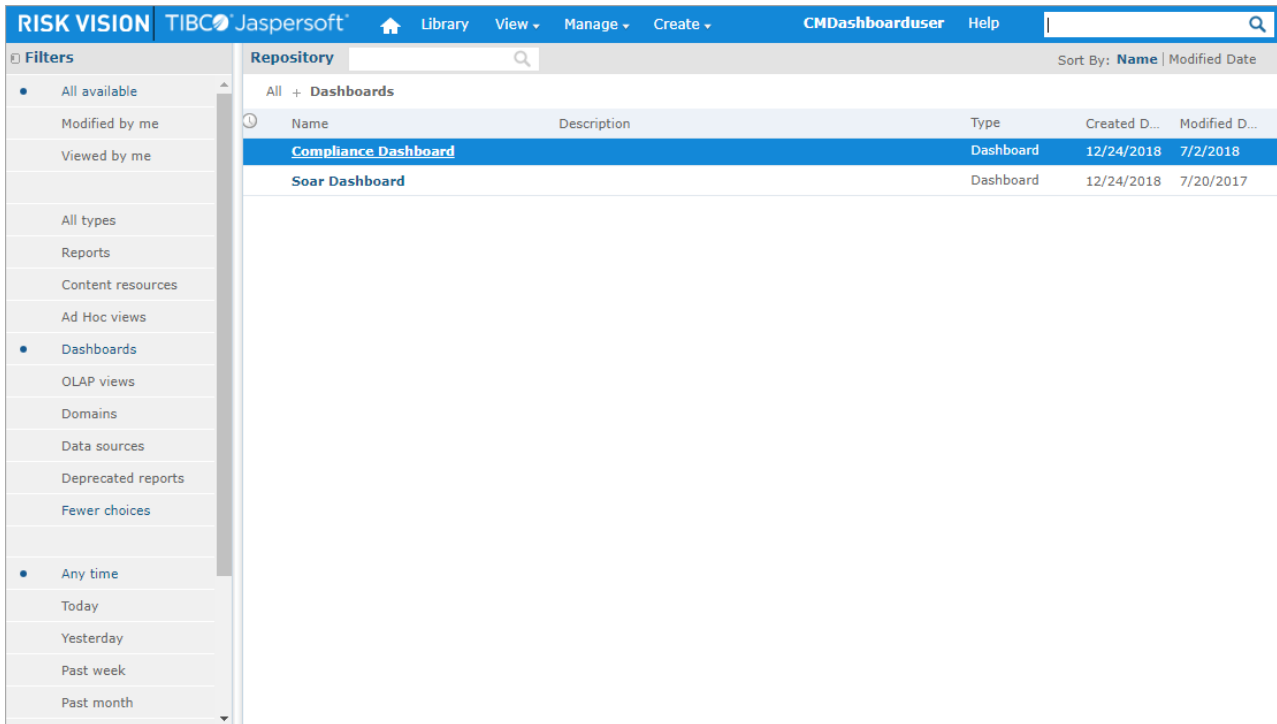 RISK VISION TIBCO Jaspersoft Library View Manage Create CMDashboarduser Help
Filters
All available
Modified by me
Viewed by me
All types
Reports
Content resources
Ad Hoc views
Dashboards
OLAP views
Domains
Data sources
Deprecated reports
Fewer choices
Any time
Today
Yesterday
Past week
Past month
Repository Sort By: Name | Modified Date
All + Dashboards
Name Description Type Created D... Modified D...
Compliance Dashboard Dashboard 12/24/2018 7/2/2018
Soar Dashboard Dashboard 12/24/2018 7/20/2017